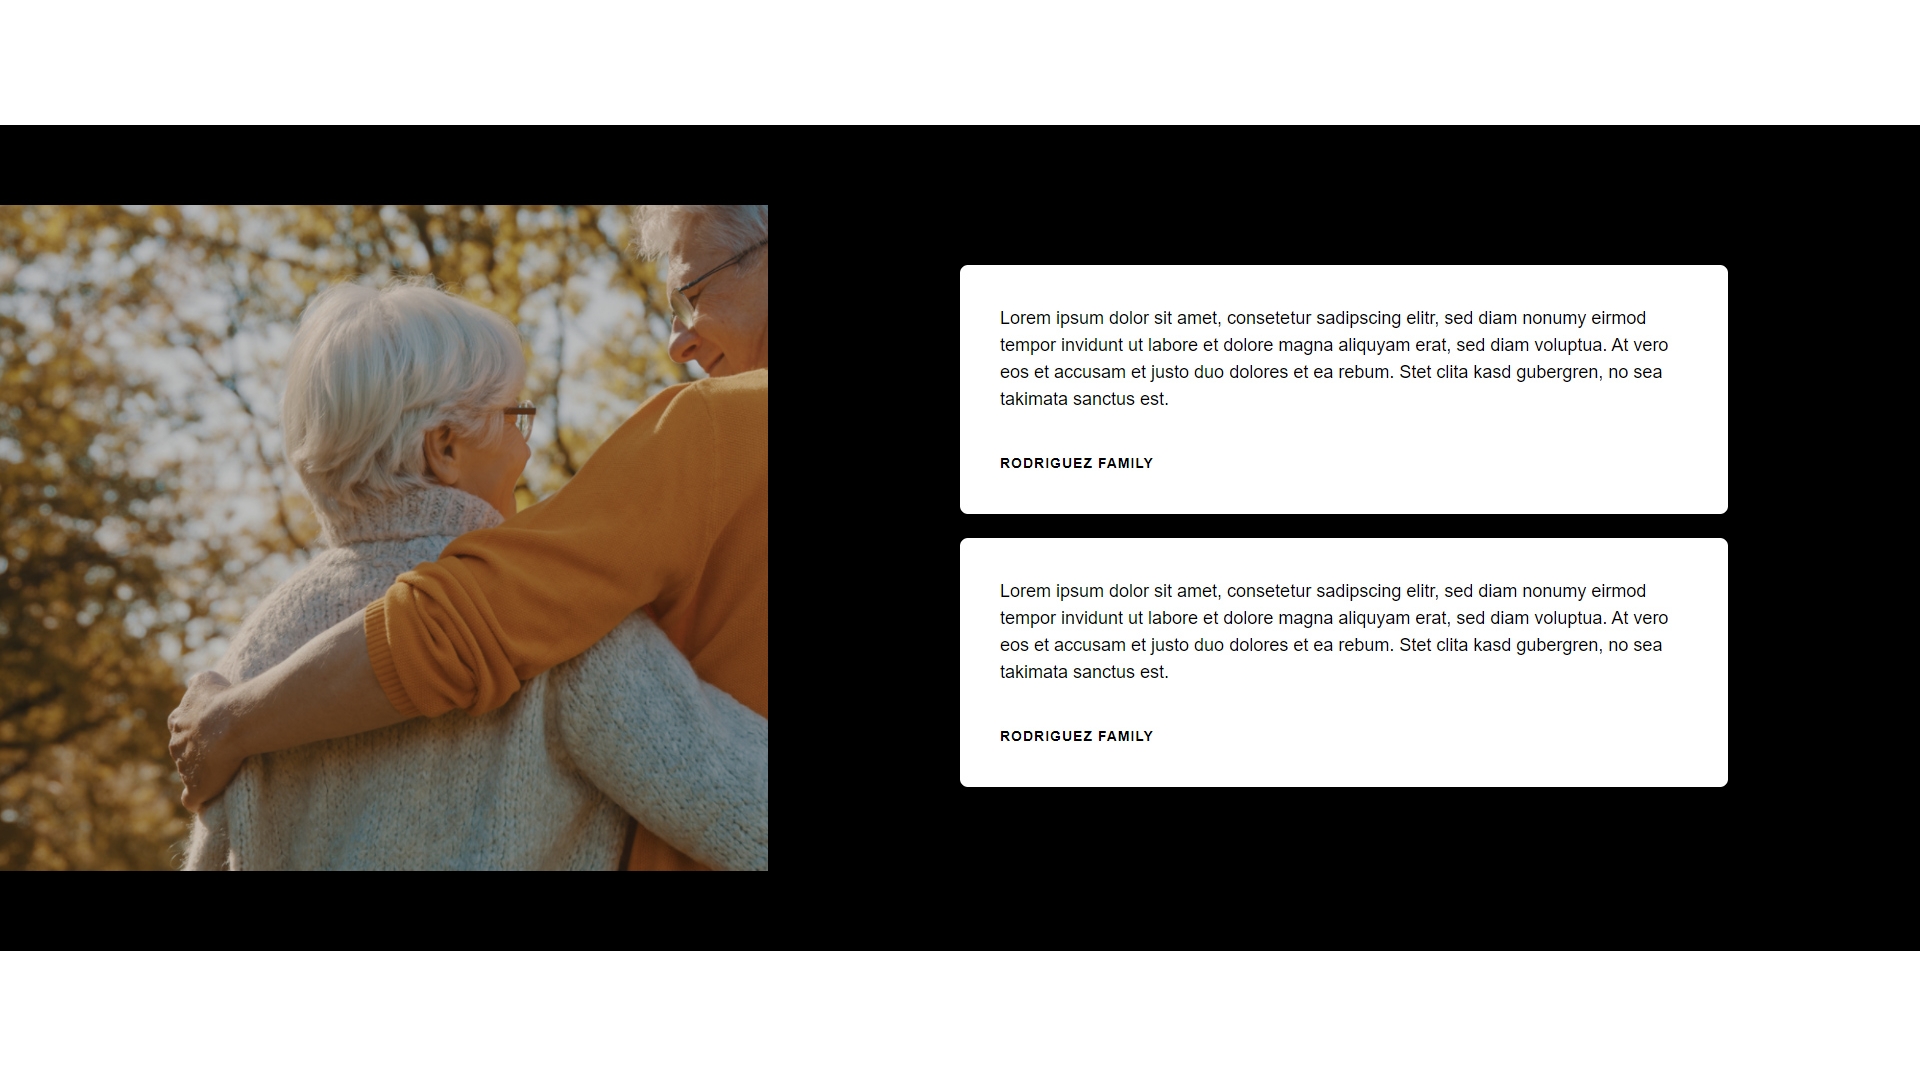 Lorem ipsum dolor sit amet, consetetur sadipscing elitr, sed diam nonumy eirmod
tempor invidunt ut labore et dolore magna aliquyam erat, sed diam voluptua. At vero
eos et accusam et justo duo dolores et ea rebum. Stet clita kasd gubergren, no sea
takimata sanctus est.
RODRIGUEZ FAMILY
Lorem ipsum dolor sit amet, consetetur sadipscing elitr, sed diam nonumy eirmod
tempor invidunt ut labore et dolore magna aliquyam erat, sed diam voluptua. At vero
eos et accusam et justo duo dolores et ea rebum. Stet clita kasd gubergren, no sea
takimata sanctus est.
RODRIGUEZ FAMILY